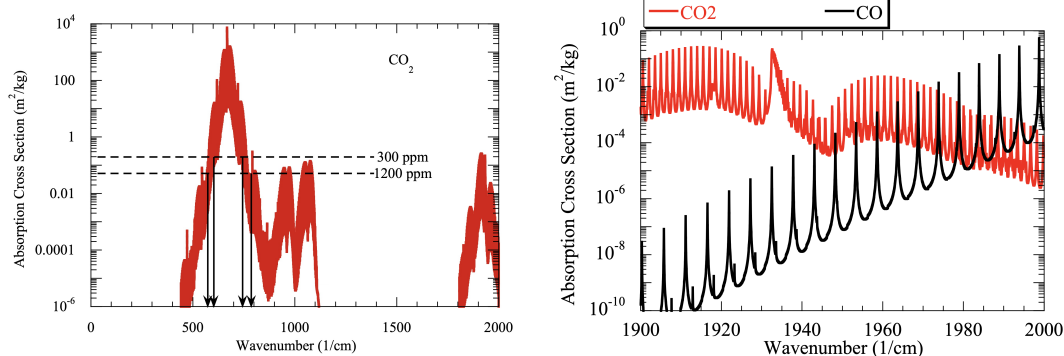 10^4
100
1
0.01
0.0001
10^-6
Absorption Cross Section (m^2/kg)
CO_2
300 ppm
1200 ppm
0 500 1000 1500 2000
Wavenumber (1/cm)
CO2 CO
10^0
10^-2
10^-4
10^-6
10^-8
10^-10
Absorption Cross Section (m^2/kg)
1900 1920 1940 1960 1980 2000
Wavenumber (1/cm)